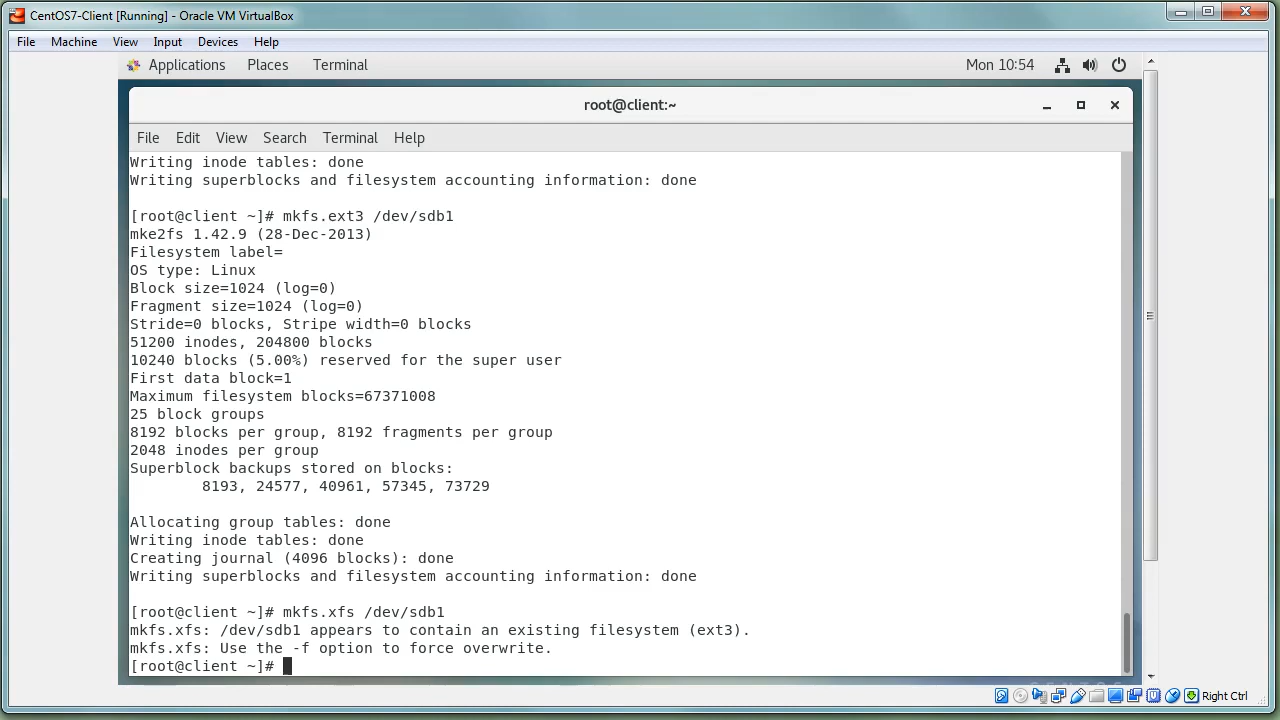 CentOS7-Client [Running] - Oracle VM VirtualBox
File Machine View Input Devices Help
Applications Places Terminal Mon 10:54
root@client:~
File Edit View Search Terminal Help
Writing inode tables: done
Writing superblocks and filesystem accounting information: done
[root@client ~]# mkfs.ext3 /dev/sdb1
mke2fs 1.42.9 (28-Dec-2013)
Filesystem label=
OS type: Linux
Block size=1024 (log=0)
Fragment size=1024 (log=0)
Stride=0 blocks, Stripe width=0 blocks
51200 inodes, 204800 blocks
10240 blocks (5.00%) reserved for the super user
First data block=1
Maximum filesystem blocks=67371008
25 block groups
8192 blocks per group, 8192 fragments per group
2048 inodes per group
Superblock backups stored on blocks:
8193, 24577, 40961, 57345, 73729
Allocating group tables: done
Writing inode tables: done
Creating journal (4096 blocks): done
Writing superblocks and filesystem accounting information: done
[root@client ~]# mkfs.xfs /dev/sdb1
mkfs.xfs: /dev/sdb1 appears to contain an existing filesystem (ext3).
mkfs.xfs: Use the -f option to force overwrite.
[root@client ~]#
Right Ctrl